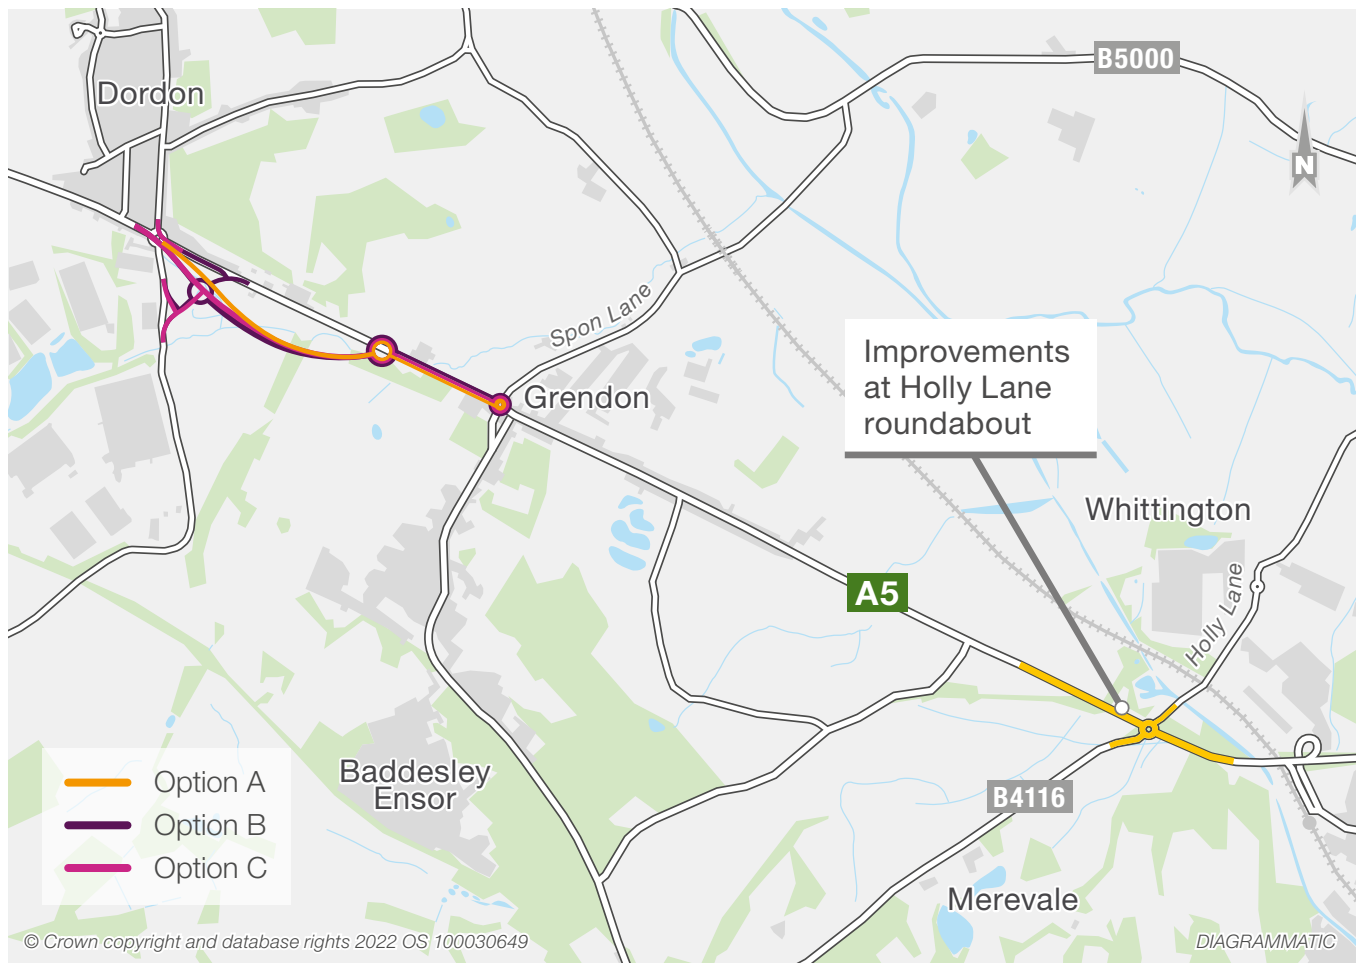 B5000
Dordon
N
Spon Lane
Improvements
at Holly Lane
roundabout
Grendon
Whittington
A5
Holly Lane
Baddesley
Ensor
B4116
Option A
Option B
Option C
Merevale
© Crown copyright and database rights 2022 OS 100030649
DIAGRAMMATIC